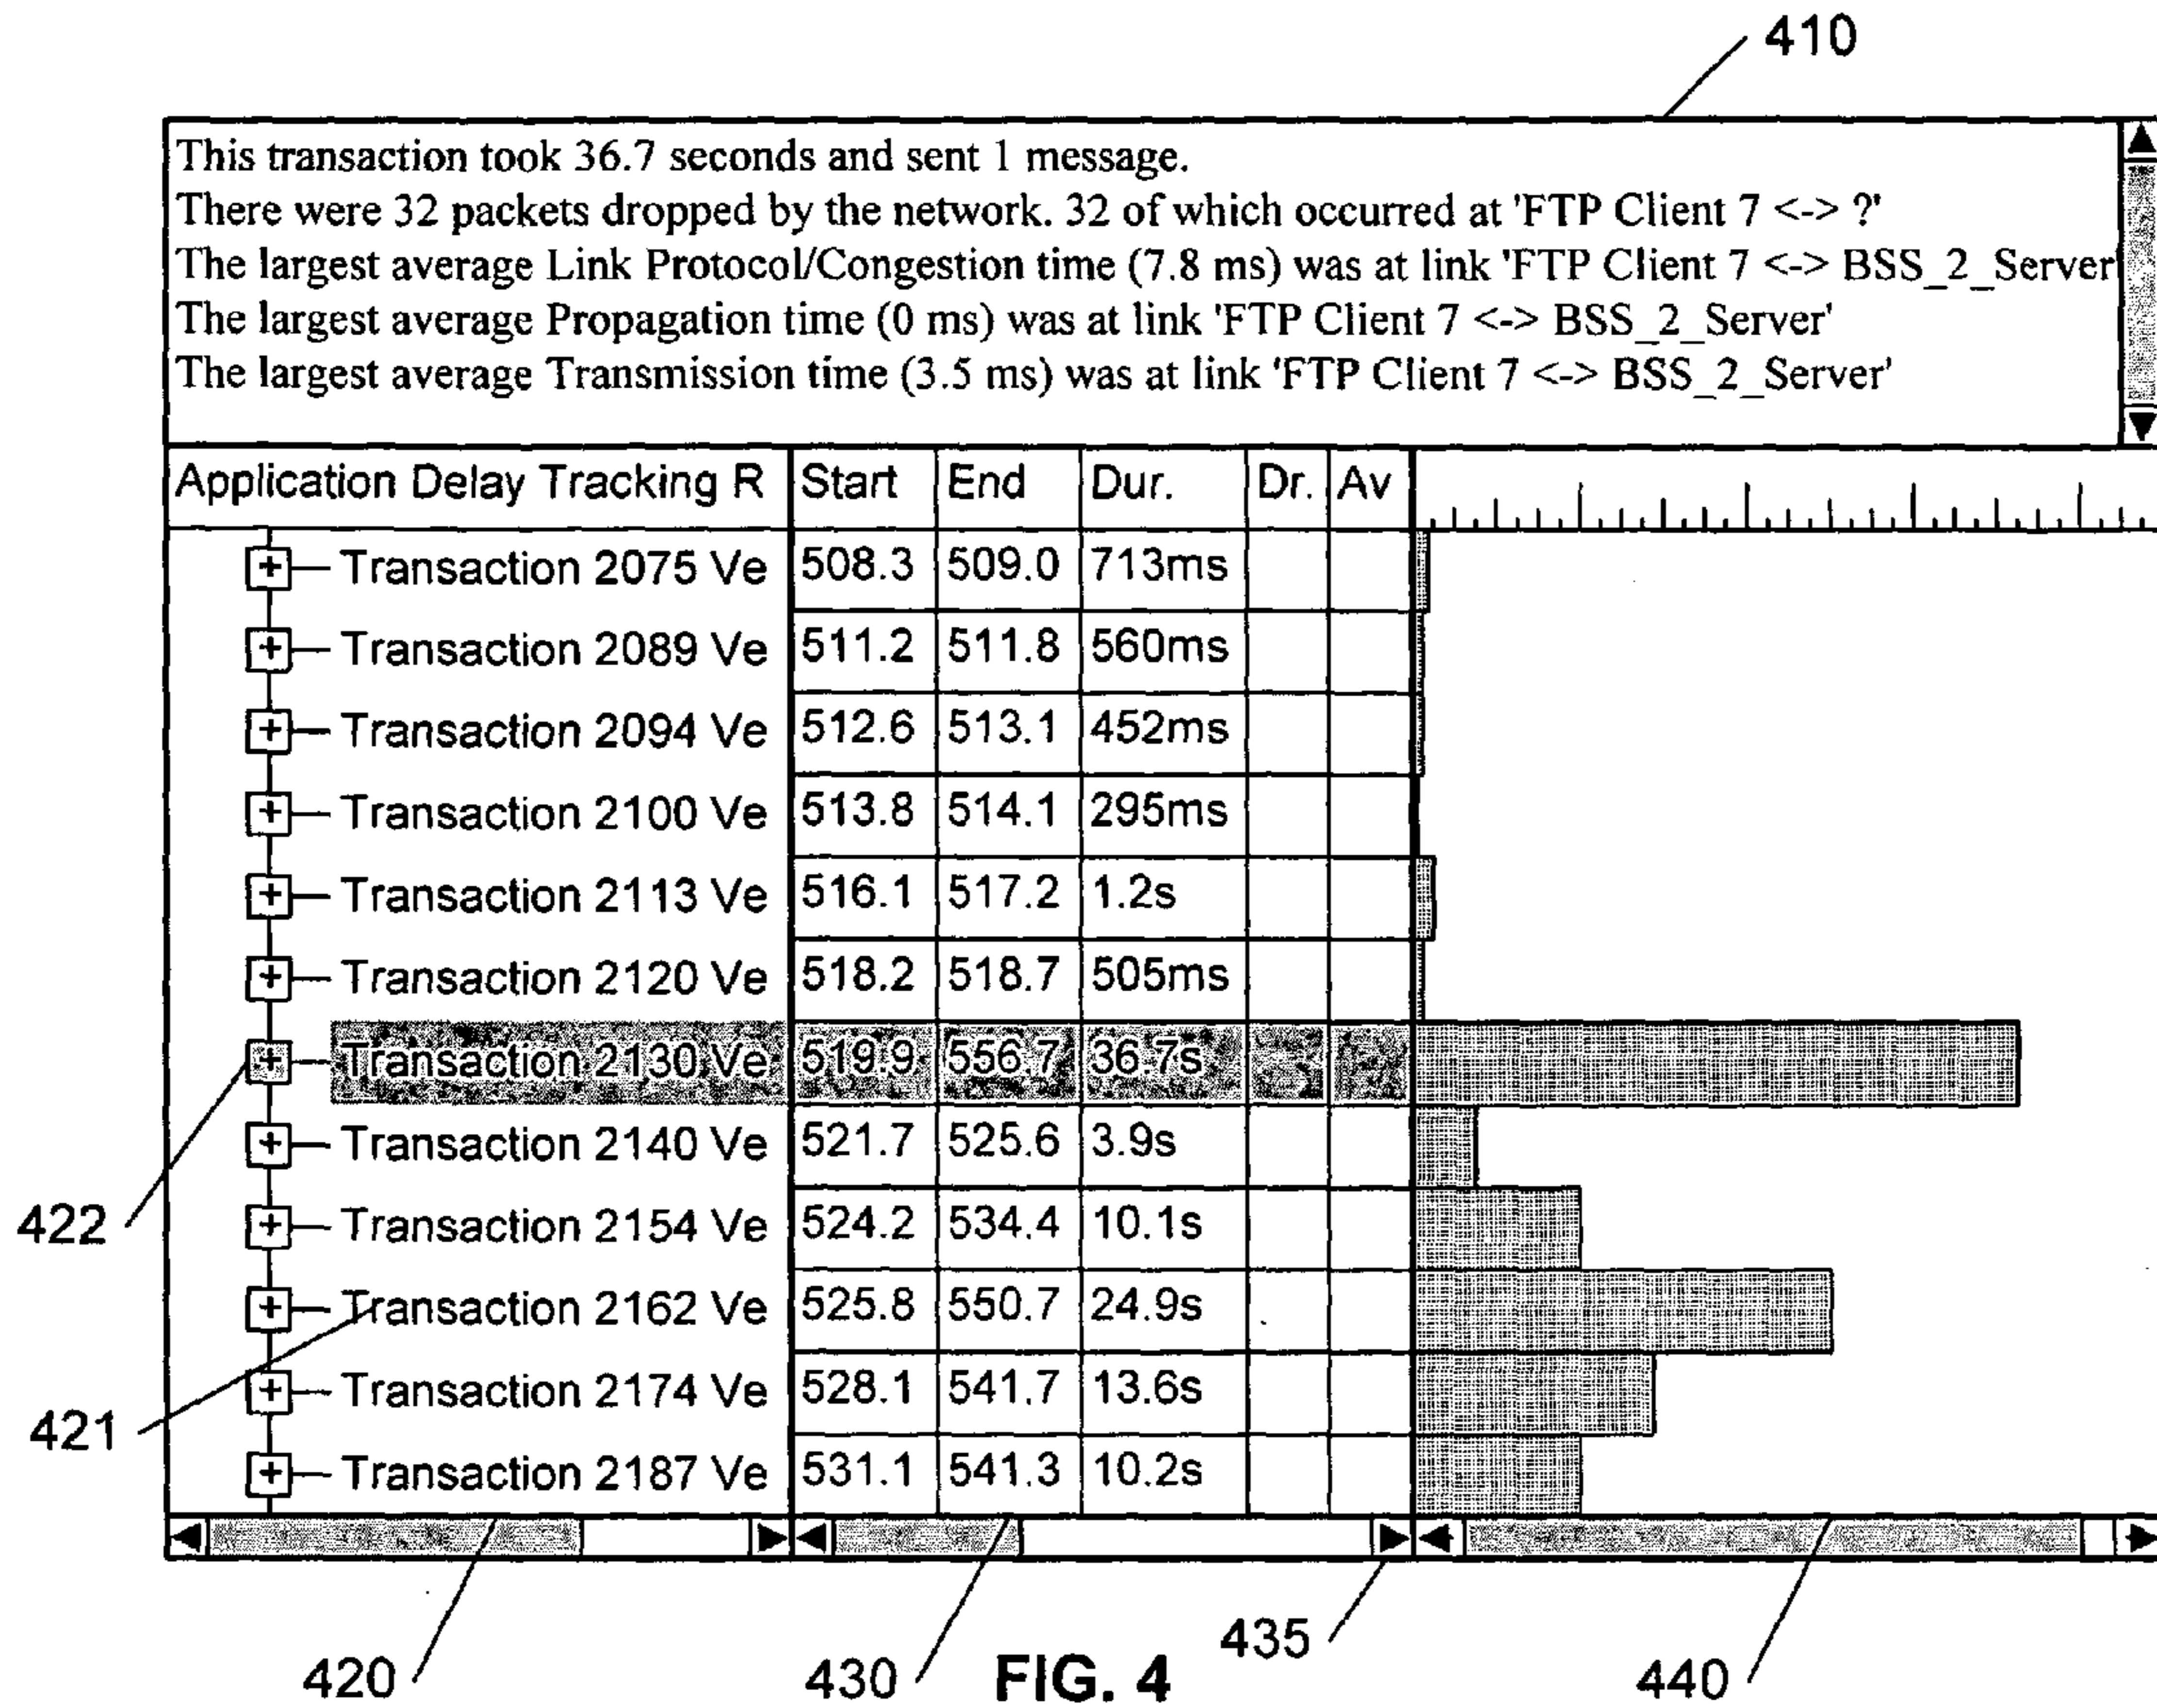 410
This transaction took 36.7 seconds and sent 1 message.
There were 32 packets dropped by the network. 32 of which occurred at 'FTP Client 7 <-> ?'
The largest average Link Protocol/Congestion time (7.8 ms) was at link 'FTP Client 7 <-> BSS_2_Server'
The largest average Propagation time (0 ms) was at link 'FTP Client 7 <-> BSS_2_Server'
The largest average Transmission time (3.5 ms) was at link 'FTP Client 7 <-> BSS_2_Server'
Application Delay Tracking R Start End Dur. Dr. Av
Transaction 2075 Ve 508.3 509.0 713ms
Transaction 2089 Ve 511.2 511.8 560ms
Transaction 2094 Ve 512.6 513.1 452ms
Transaction 2100 Ve 513.8 514.1 295ms
Transaction 2113 Ve 516.1 517.2 1.2s
Transaction 2120 Ve 518.2 518.7 505ms
Transaction 2130 Ve 519.9 556.7 36.7s
Transaction 2140 Ve 521.7 525.6 3.9s
422
Transaction 2154 Ve 524.2 534.4 10.1s
Transaction 2162 Ve 525.8 550.7 24.9s
Transaction 2174 Ve 528.1 541.7 13.6s
421
Transaction 2187 Ve 531.1 541.3 10.2s
420 430 435 440
FIG. 4